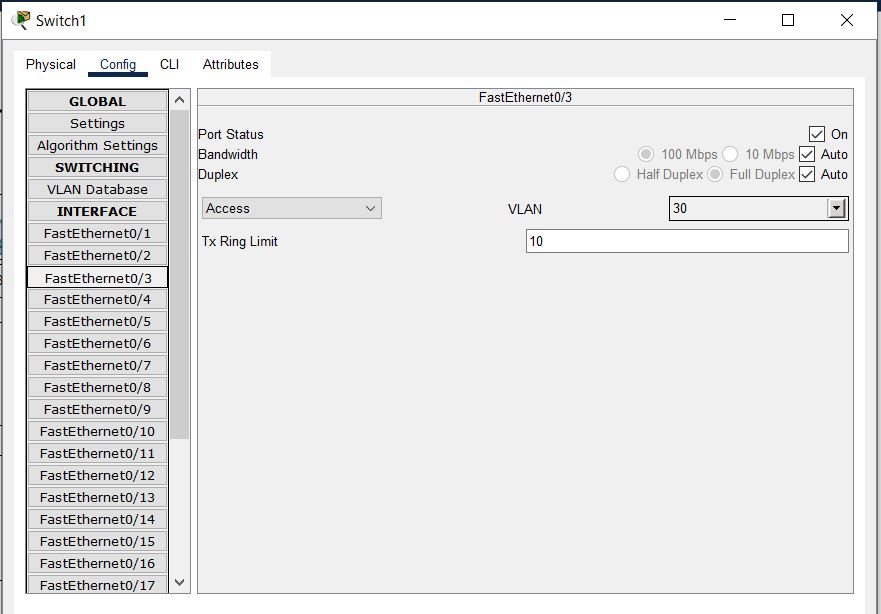 Switch1
Physical Config CLI Attributes
GLOBAL
Settings
Algorithm Settings
SWITCHING
VLAN Database
INTERFACE
FastEthernet0/1
FastEthernet0/2
FastEthernet0/3
FastEthernet0/4
FastEthernet0/5
FastEthernet0/6
FastEthernet0/7
FastEthernet0/8
FastEthernet0/9
FastEthernet0/10
FastEthernet0/11
FastEthernet0/12
FastEthernet0/13
FastEthernet0/14
FastEthernet0/15
FastEthernet0/16
FastEthernet0/17
FastEthernet0/3
Port Status On
Bandwidth 100 Mbps 10 Mbps Auto
Duplex Half Duplex Full Duplex Auto
Access VLAN 30
Tx Ring Limit 10